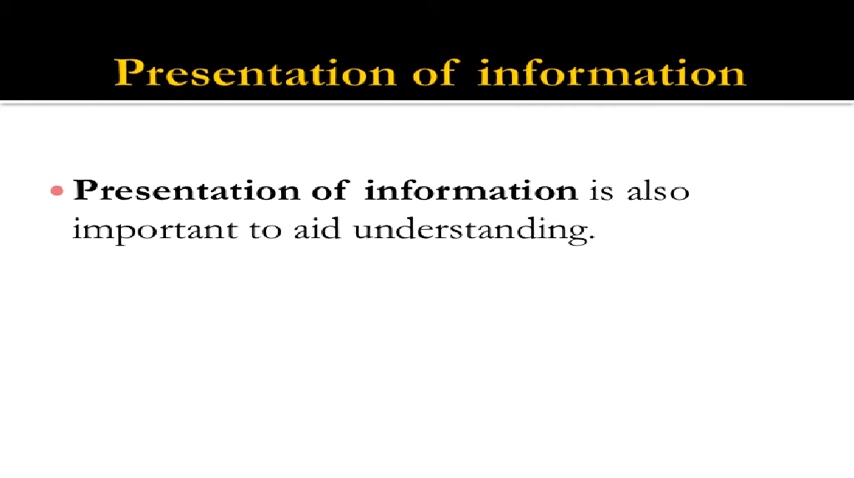 Presentation of information
• Presentation of information is also
important to aid understanding.